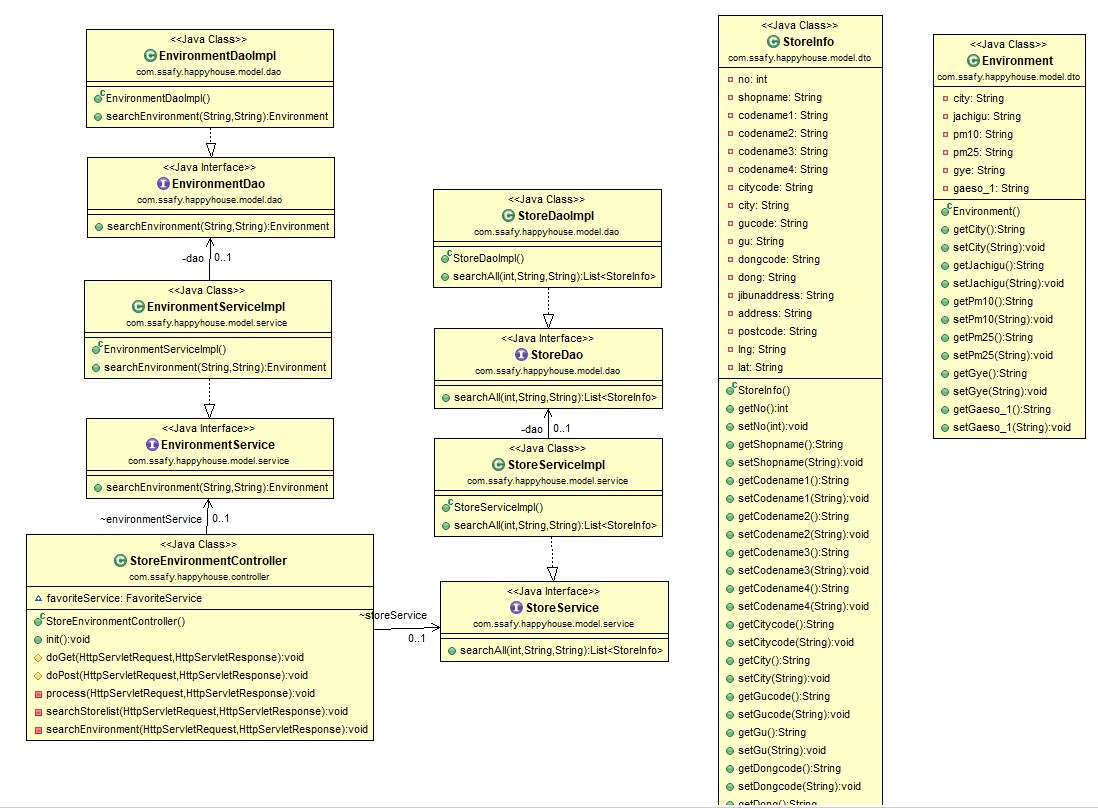 <<Java Class>>
EnvironmentDaoImpl
com.ssafy.happyhouse.model.dao
EnvironmentDaoImpl()
searchEnvironment(String,String):Environment
<<Java Interface>>
EnvironmentDao
com.ssafy.happyhouse.model.dao
searchEnvironment(String,String):Environment
-dao 0..1
<<Java Class>>
EnvironmentServiceImpl
com.ssafy.happyhouse.model.service
EnvironmentServiceImpl()
searchEnvironment(String,String):Environment
<<Java Interface>>
EnvironmentService
com.ssafy.happyhouse.model.service
searchEnvironment(String,String):Environment
~environmentService 0..1
<<Java Class>>
StoreEnvironmentController
com.ssafy.happyhouse.controller
favoriteService: FavoriteService
StoreEnvironmentController()
init():void
doGet(HttpServletRequest,HttpServletResponse):void
doPost(HttpServletRequest,HttpServletResponse):void
process(HttpServletRequest,HttpServletResponse):void
searchStorelist(HttpServletRequest,HttpServletResponse):void
searchEnvironment(HttpServletRequest,HttpServletResponse):void
~storeService
0..1
<<Java Class>>
StoreDaoImpl
com.ssafy.happyhouse.model.dao
StoreDaoImpl()
searchAll(int,String,String):List<StoreInfo>
<<Java Interface>>
StoreDao
com.ssafy.happyhouse.model.dao
searchAll(int,String,String):List<StoreInfo>
-dao 0..1
<<Java Class>>
StoreServiceImpl
com.ssafy.happyhouse.model.service
StoreServiceImpl()
searchAll(int,String,String):List<StoreInfo>
<<Java Interface>>
StoreService
com.ssafy.happyhouse.model.service
searchAll(int,String,String):List<StoreInfo>
<<Java Class>>
StoreInfo
com.ssafy.happyhouse.model.dto
no: int
shopname: String
codename1: String
codename2: String
codename3: String
codename4: String
citycode: String
city: String
gucode: String
gu: String
dongcode: String
dong: String
jibunaddress: String
address: String
postcode: String
lng: String
lat: String
StoreInfo()
getNo():int
setNo(int):void
getShopname():String
setShopname(String):void
getCodename1():String
setCodename1(String):void
getCodename2():String
setCodename2(String):void
getCodename3():String
setCodename3(String):void
getCodename4():String
setCodename4(String):void
getCitycode():String
setCitycode(String):void
getCity():String
setCity(String):void
getGucode():String
setGucode(String):void
getGu():String
setGu(String):void
getDongcode():String
setDongcode(String):void
getDong():String
<<Java Class>>
Environment
com.ssafy.happyhouse.model.dto
city: String
jachigu: String
pm10: String
pm25: String
gye: String
gaeso_1: String
Environment()
getCity():String
setCity(String):void
getJachigu():String
setJachigu(String):void
getPm10():String
setPm10(String):void
getPm25():String
setPm25(String):void
getGye():String
setGye(String):void
getGaeso_1():String
setGaeso_1(String):void